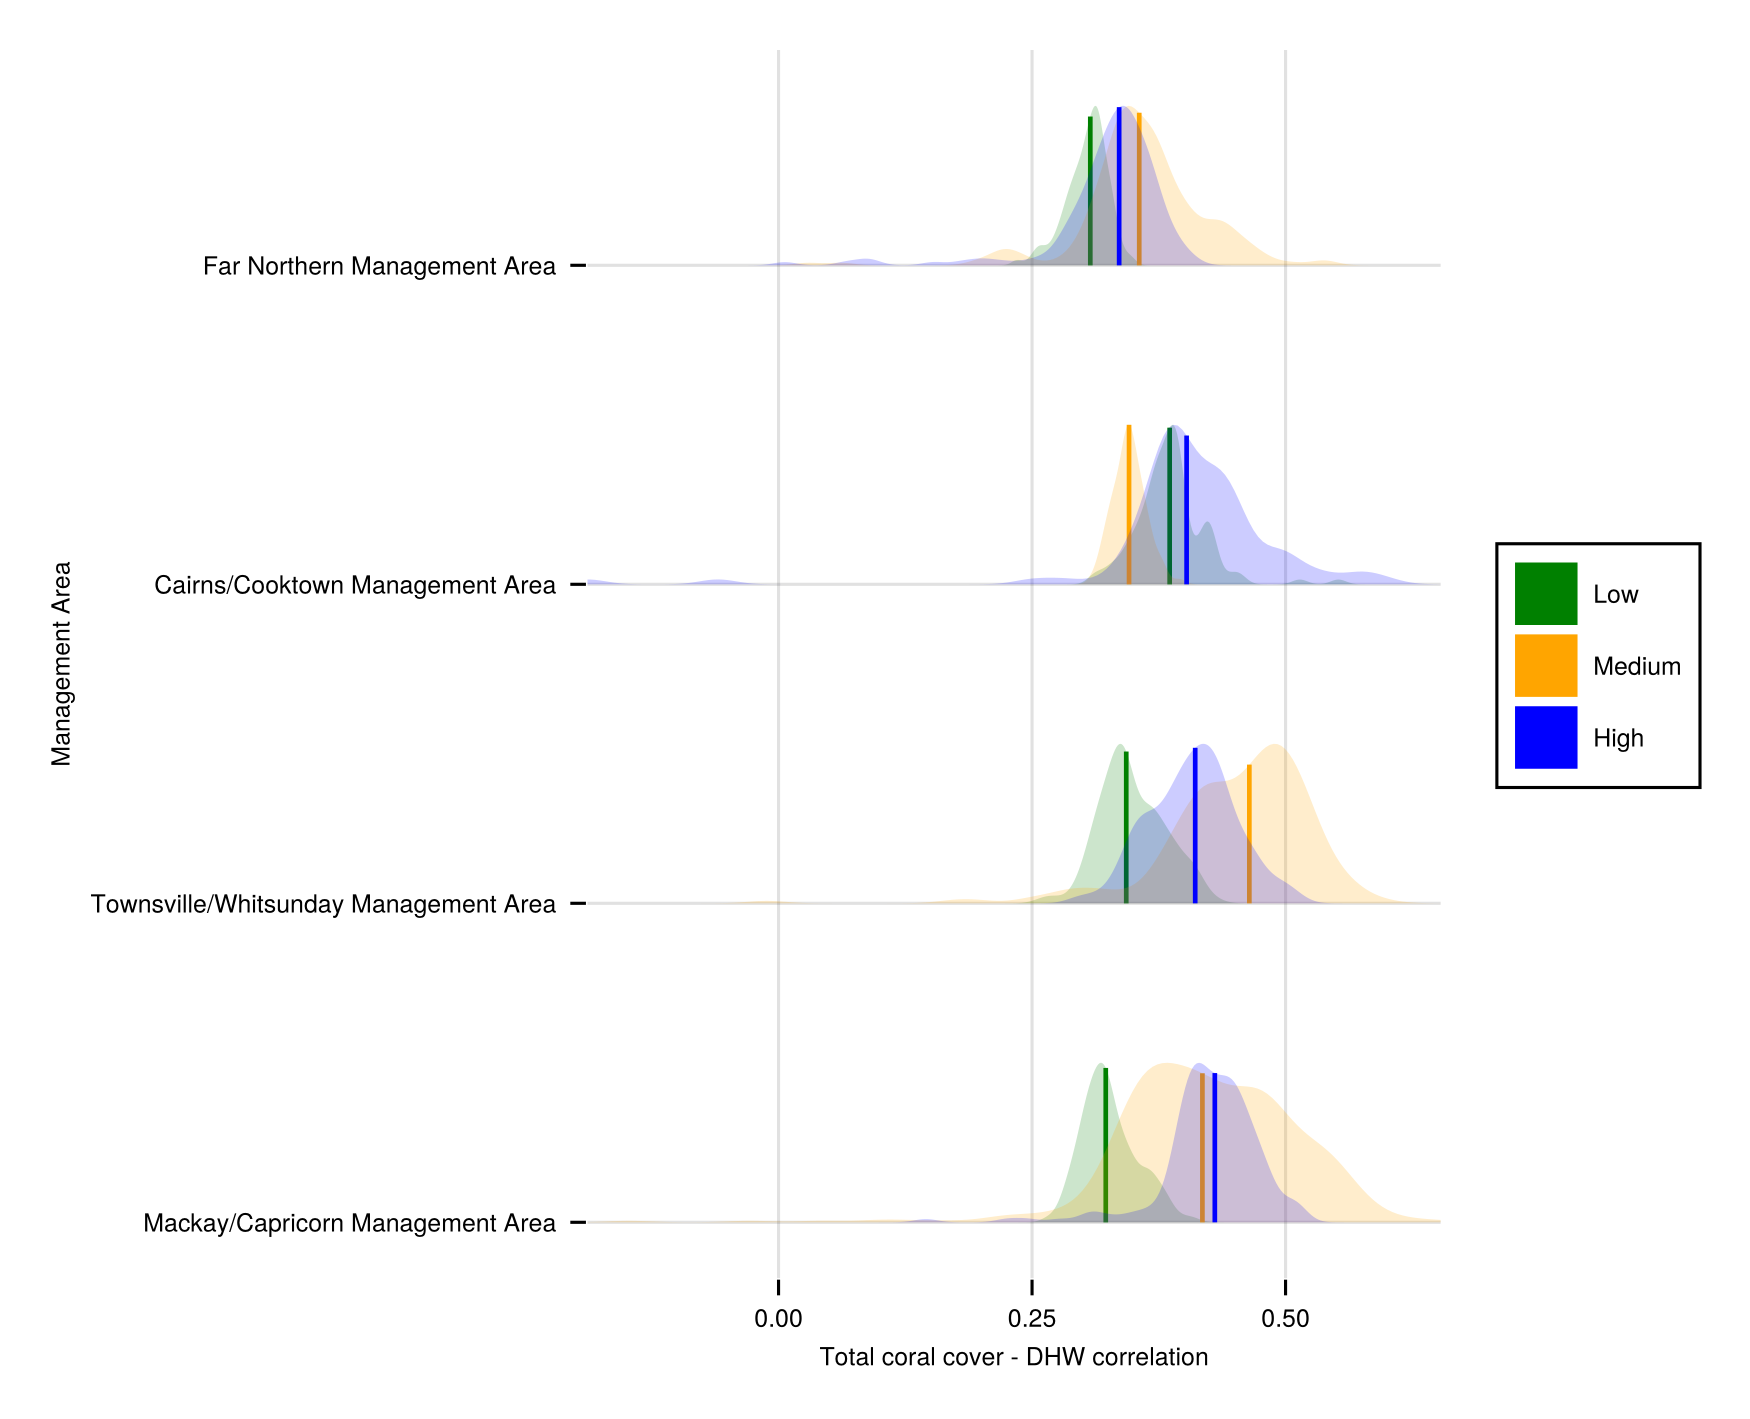 Far Northern Management Area
Cairns/Cooktown Management Area
Townsville/Whitsunday Management Area
Mackay/Capricorn Management Area
Management Area
0.00
0.25
0.50
Total coral cover - DHW correlation
Low
Medium
High